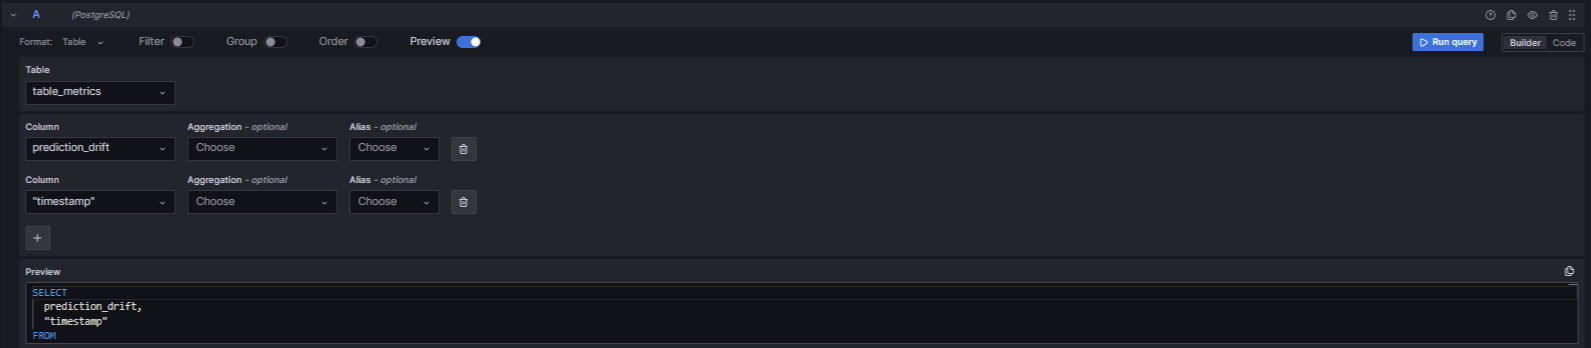 A (PostgreSQL)
Format: Table Filter Group Order Preview Run query Builder Code
Table
table_metrics
Column Aggregation - optional Alias - optional
prediction_drift Choose Choose
Column Aggregation - optional Alias - optional
"timestamp" Choose Choose
+
Preview
SELECT
prediction_drift,
"timestamp"
FROM